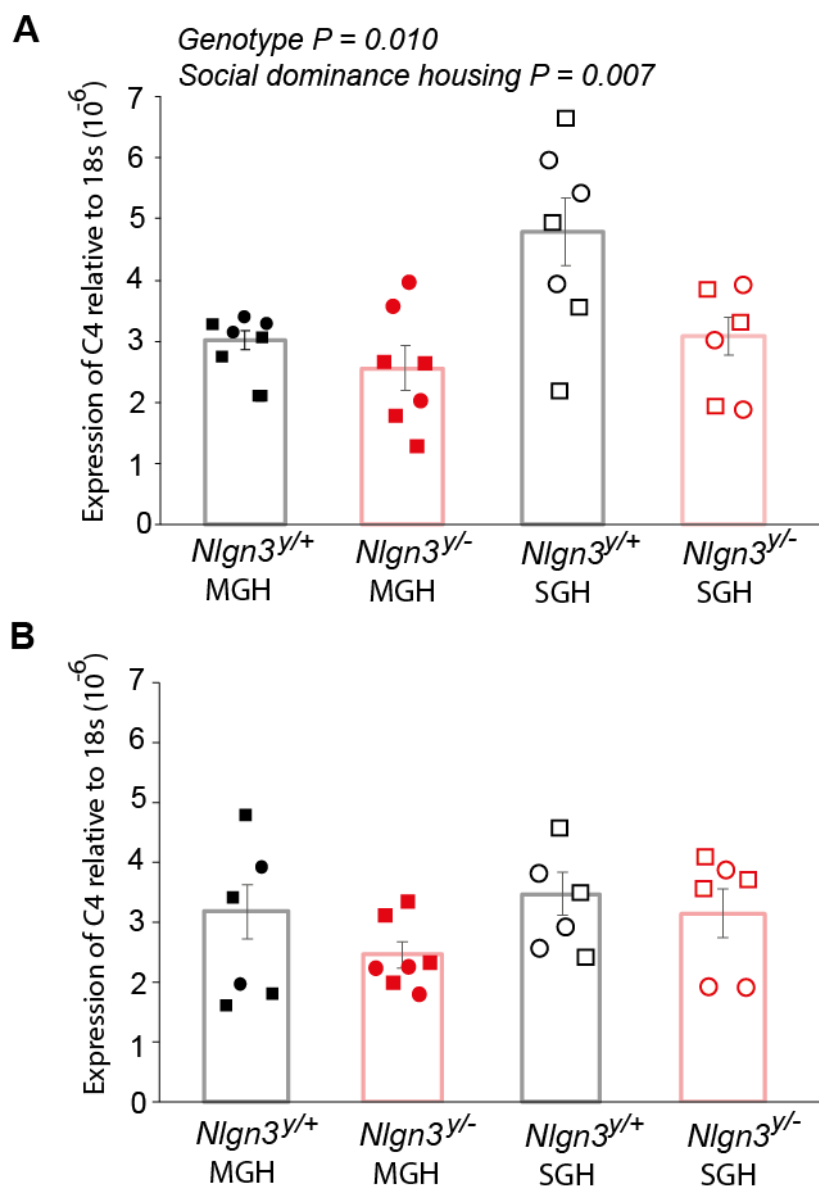 A
Genotype P = 0.010
Social dominance housing P = 0.007
Expression of C4 relative to 18s (10-6)
7
6
5
4
3
2
1
0
Nlgn3y/+ Nlgn3y/- Nlgn3y/+ Nlgn3y/-
MGH MGH SGH SGH
B
Expression of C4 relative to 18s (10-6)
7
6
5
4
3
2
1
0
Nlgn3y/+ Nlgn3y/- Nlgn3y/+ Nlgn3y/-
MGH MGH SGH SGH